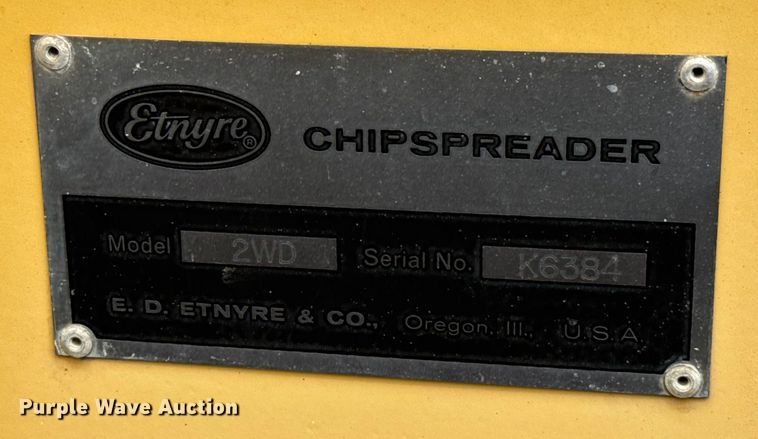 Etnyre®
CHIPSPREADER
Model 2WD Serial No. K6384
E. D. ETNYRE & CO., Oregon, Ill., U.S.A
Purple Wave Auction